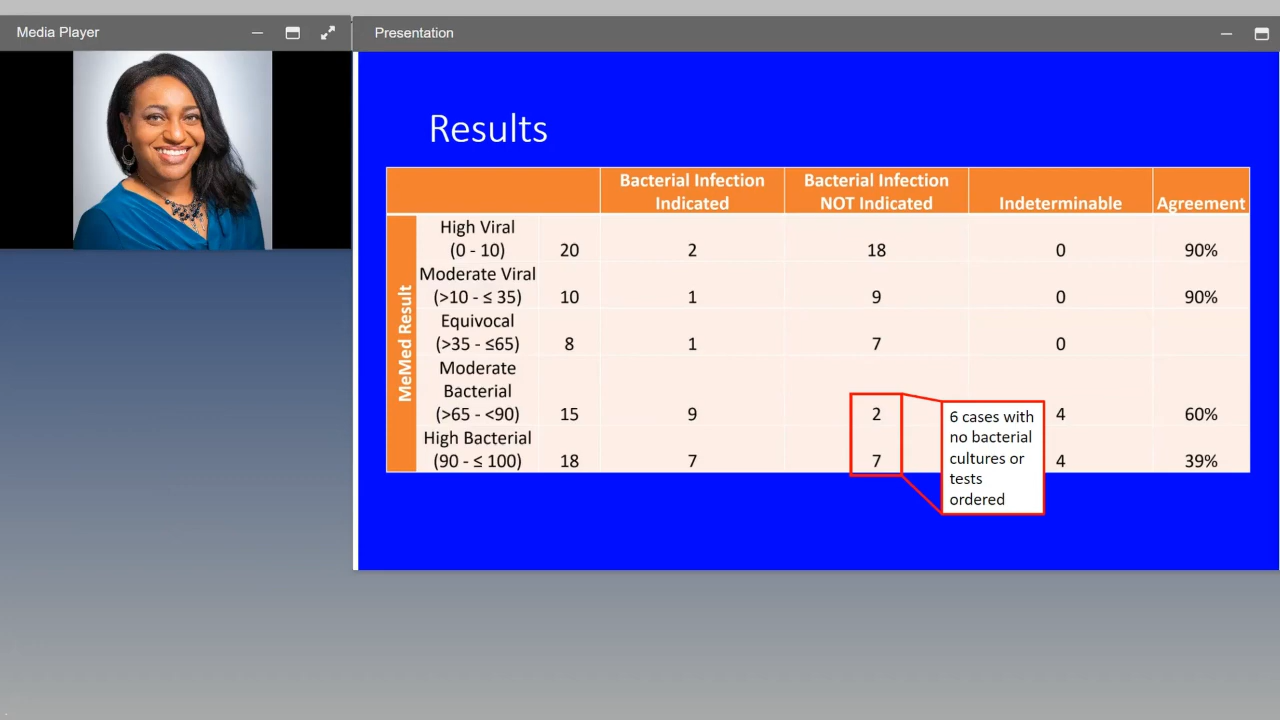 Media Player
Presentation
Results
Bacterial Infection
Indicated
Bacterial Infection
NOT Indicated
Indeterminable
Agreement
MeMed Result
High Viral
(0 - 10)
20
2
18
0
90%
Moderate Viral
(>10 - ≤ 35)
10
1
9
0
90%
Equivocal
(>35 - ≤65)
8
1
7
0
Moderate
Bacterial
(>65 - <90)
15
9
2
4
60%
High Bacterial
(90 - ≤ 100)
18
7
7
4
39%
6 cases with
no bacterial
cultures or
tests
ordered